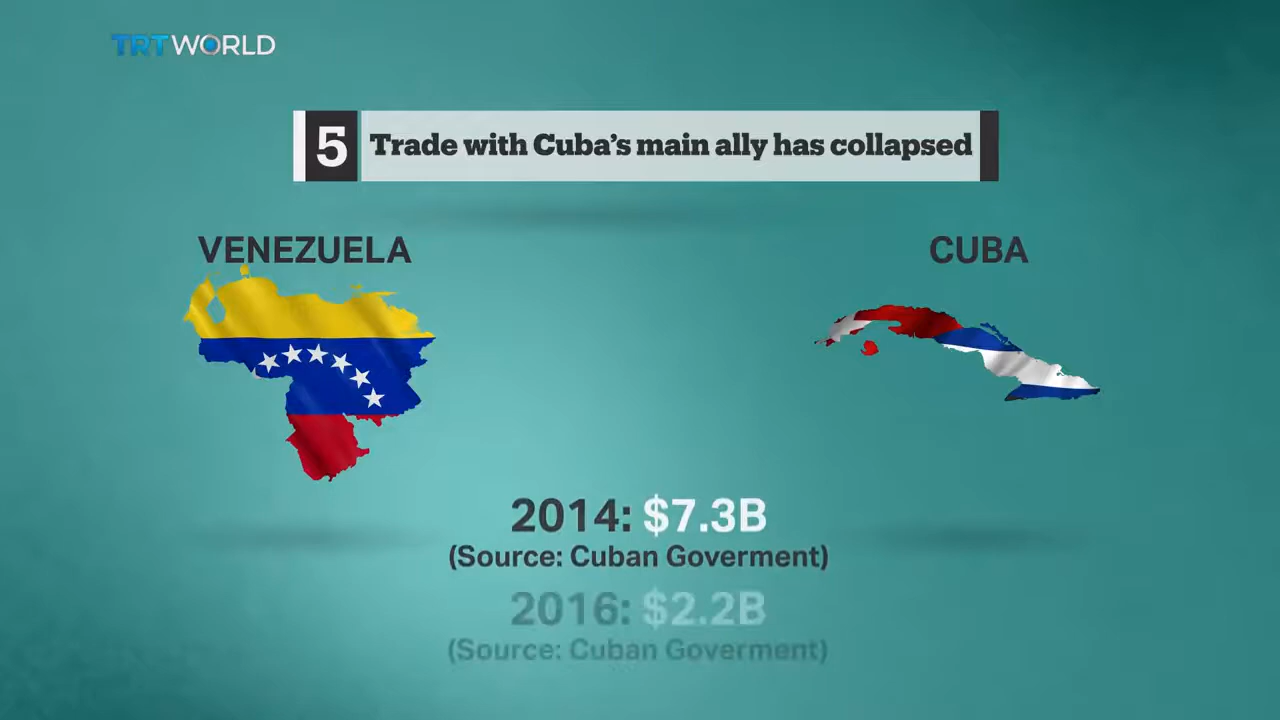 TRT WORLD
5 Trade with Cuba's main ally has collapsed
VENEZUELA
CUBA
2014: $7.3B
(Source: Cuban Goverment)
2016: $2.2B
(Source: Cuban Goverment)